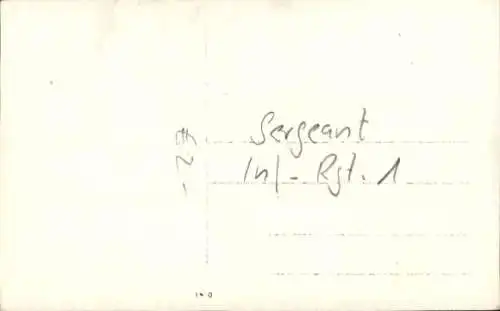 Sergeant
Inf-Rgt. 1